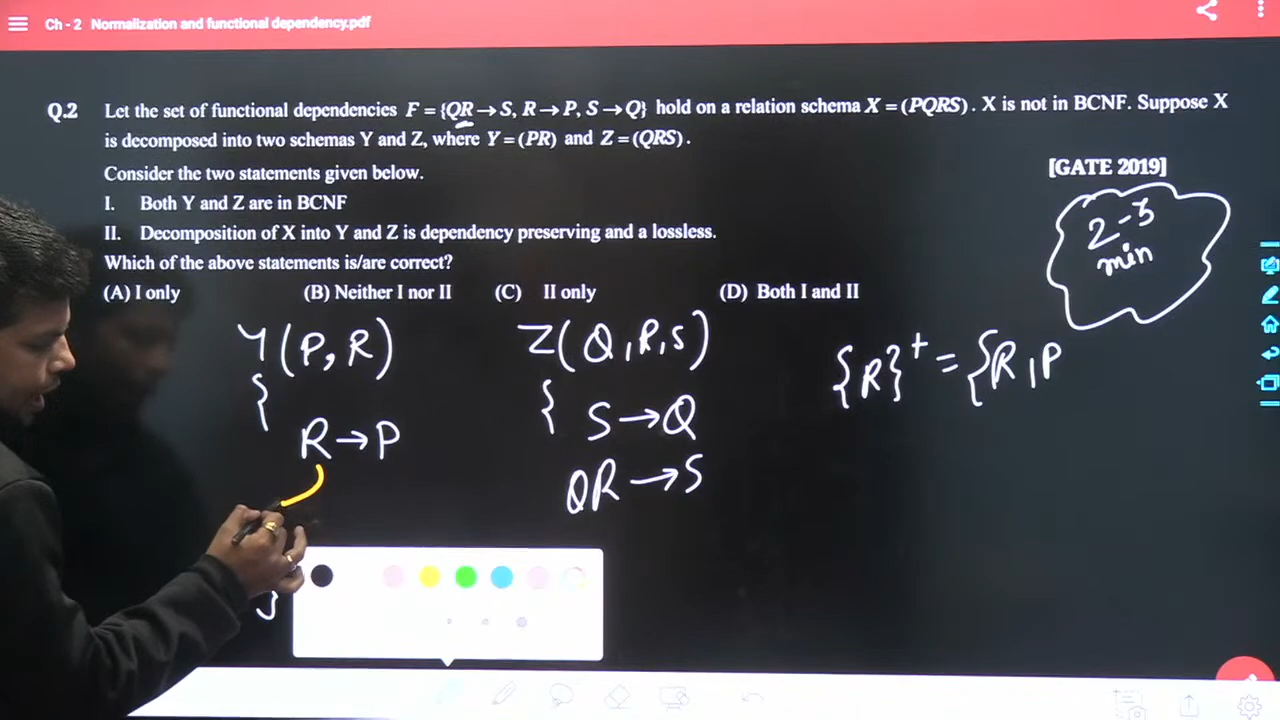 Ch - 2 Normalization and functional dependency.pdf
Q.2 Let the set of functional dependencies F = {QR → S, R → P, S → Q} hold on a relation schema X = (PQRS). X is not in BCNF. Suppose X
is decomposed into two schemas Y and Z, where Y = (PR) and Z = (QRS).
Consider the two statements given below.
[GATE 2019]
I. Both Y and Z are in BCNF
II. Decomposition of X into Y and Z is dependency preserving and a lossless.
Which of the above statements is/are correct?
(A) I only (B) Neither I nor II (C) II only (D) Both I and II
2-3
min
Y(P, R) Z(Q, R, S) {R}+ = {R, P
{ R → P { S → Q
QR → S
}